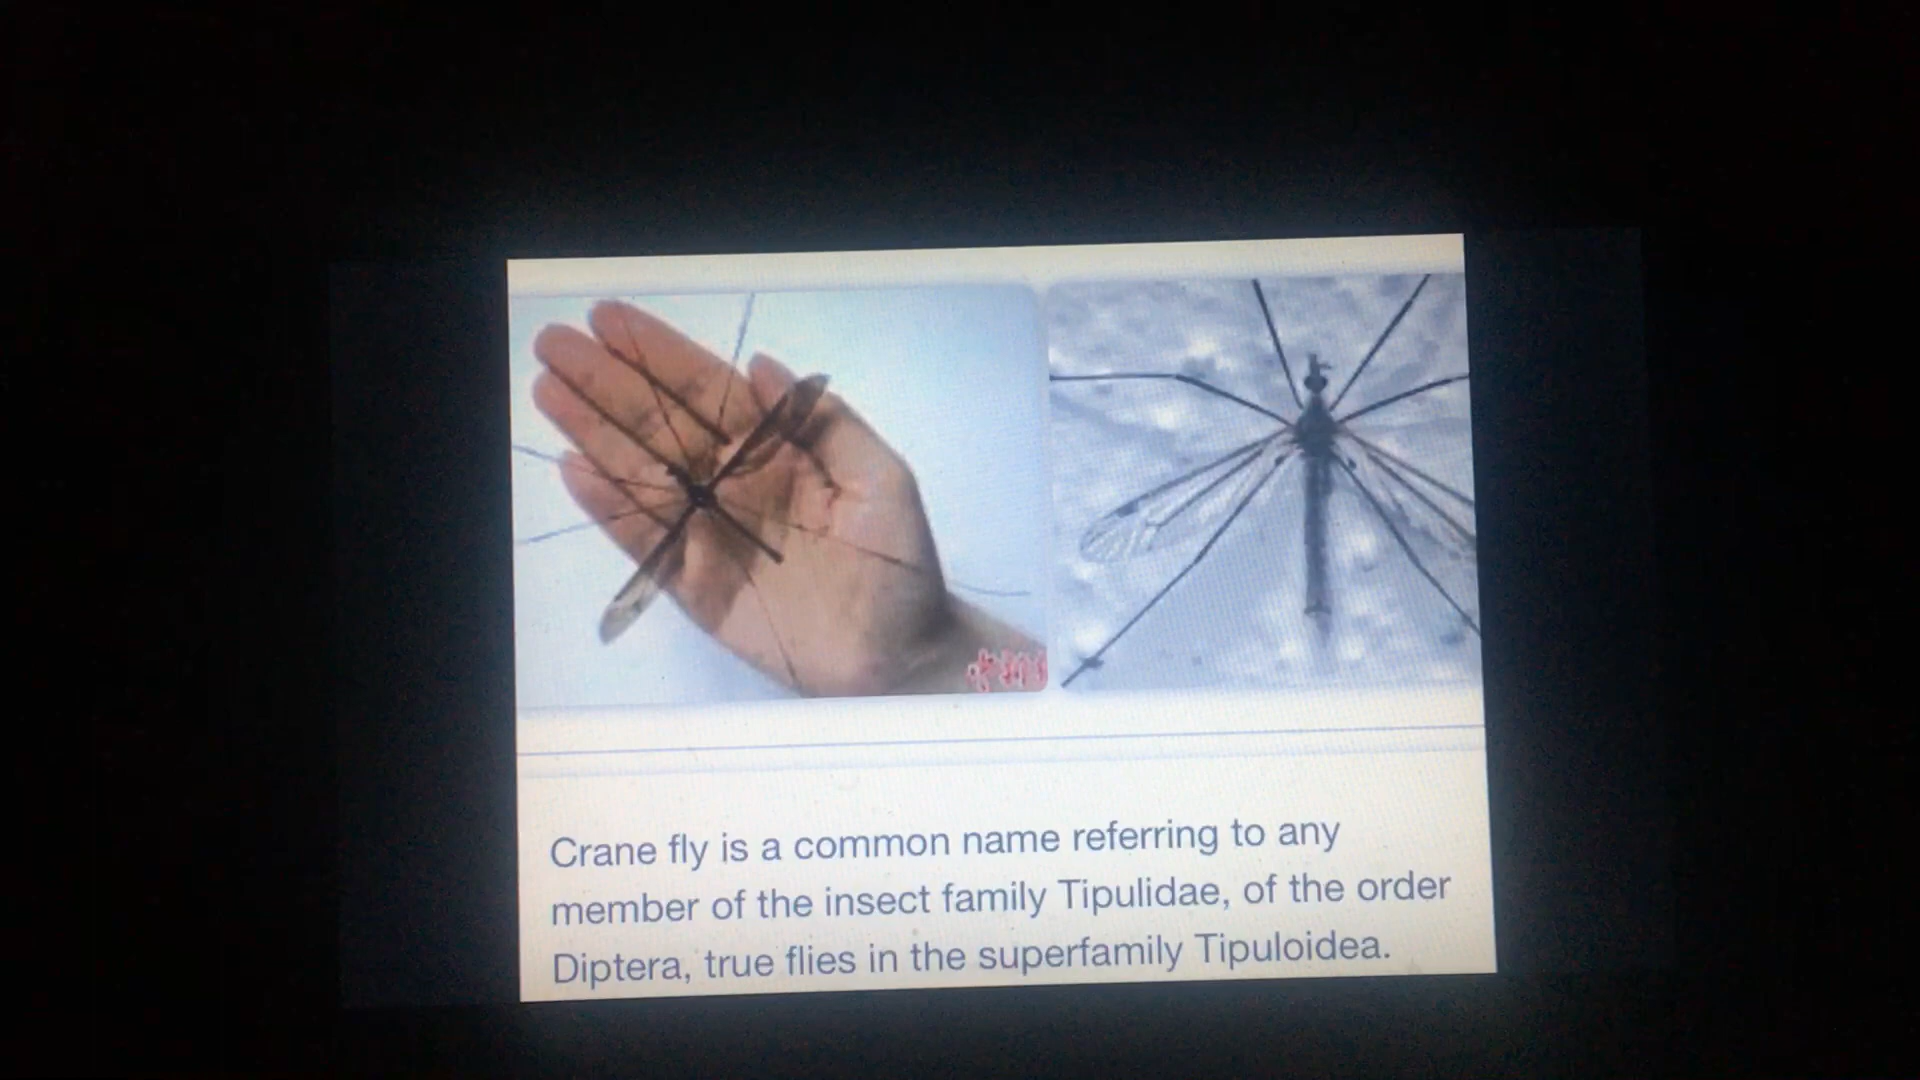 Crane fly is a common name referring to any
member of the insect family Tipulidae, of the order
Diptera, true flies in the superfamily Tipuloidea.